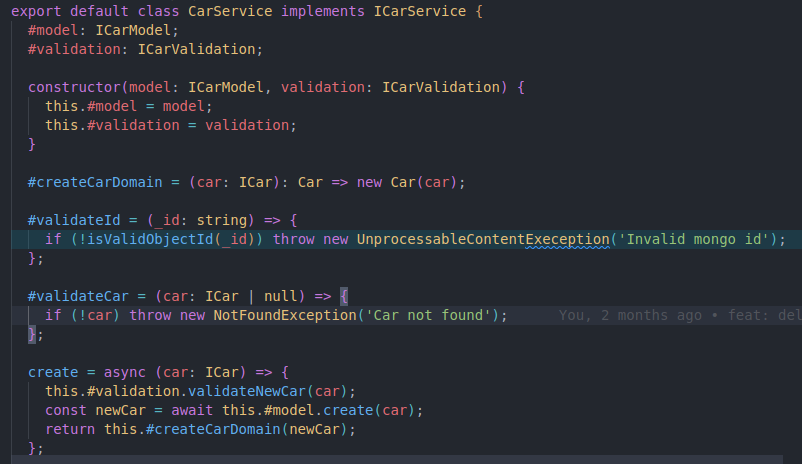 export default class CarService implements ICarService {
  #model: ICarModel;
  #validation: ICarValidation;

  constructor(model: ICarModel, validation: ICarValidation) {
    this.#model = model;
    this.#validation = validation;
  }

  #createCarDomain = (car: ICar): Car => new Car(car);

  #validateId = (_id: string) => {
    if (!isValidObjectId(_id)) throw new UnprocessableContentExeception('Invalid mongo id');
  };

  #validateCar = (car: ICar | null) => {
    if (!car) throw new NotFoundException('Car not found');      You, 2 months ago • feat: del
  };

  create = async (car: ICar) => {
    this.#validation.validateNewCar(car);
    const newCar = await this.#model.create(car);
    return this.#createCarDomain(newCar);
  };